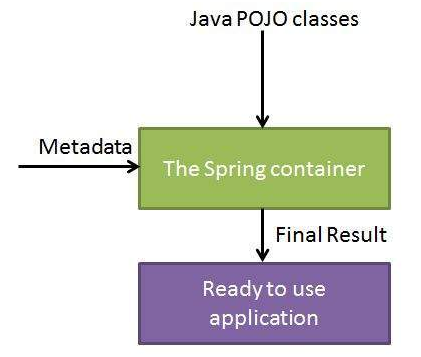 Java POJO classes
Metadata
The Spring container
Final Result
Ready to use
application